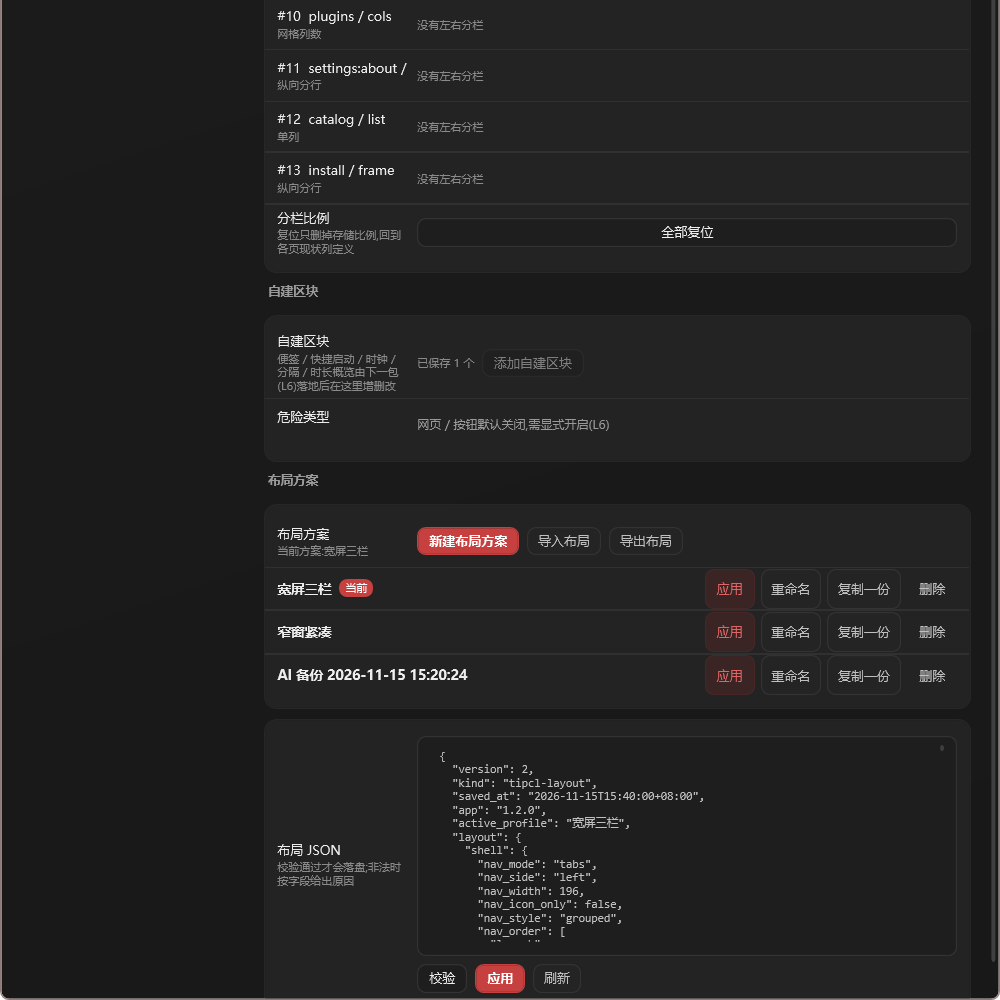 #10 plugins / cols
网格列数
没有左右分栏
#11 settings:about /
纵向分行
没有左右分栏
#12 catalog / list
单列
没有左右分栏
#13 install / frame
纵向分行
没有左右分栏
分栏比例
复位只删掉存储比例,回到
各页现状列定义
全部复位
自建区块
自建区块
便签 / 快捷启动 / 时钟 /
分隔 / 时长概览由下一包
(L6)落地后在这里增删改
已保存 1 个 添加自建区块
危险类型
网页 / 按钮默认关闭,需显式开启(L6)
布局方案
布局方案
当前方案:宽屏三栏
新建布局方案 导入布局 导出布局
宽屏三栏 当前 应用 重命名 复制一份 删除
窄窗紧凑 应用 重命名 复制一份 删除
AI 备份 2026-11-15 15:20:24 应用 重命名 复制一份 删除
布局 JSON
校验通过才会落盘;非法时
按字段给出原因
{
"version": 2,
"kind": "tipcl-layout",
"saved_at": "2026-11-15T15:40:00+08:00",
"app": "1.2.0",
"active_profile": "宽屏三栏",
"layout": {
"shell": {
"nav_mode": "tabs",
"nav_side": "left",
"nav_width": 196,
"nav_icon_only": false,
"nav_style": "grouped",
"nav_order": [
校验 应用 刷新